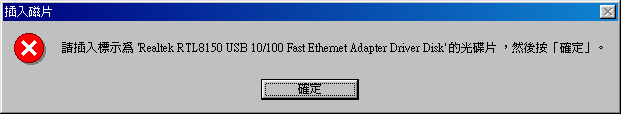 插入磁片
請插入標示為 'Realtek RTL8150 USB 10/100 Fast Ethernet Adapter Driver Disk' 的光碟片 ，然後按「確定」。
確定